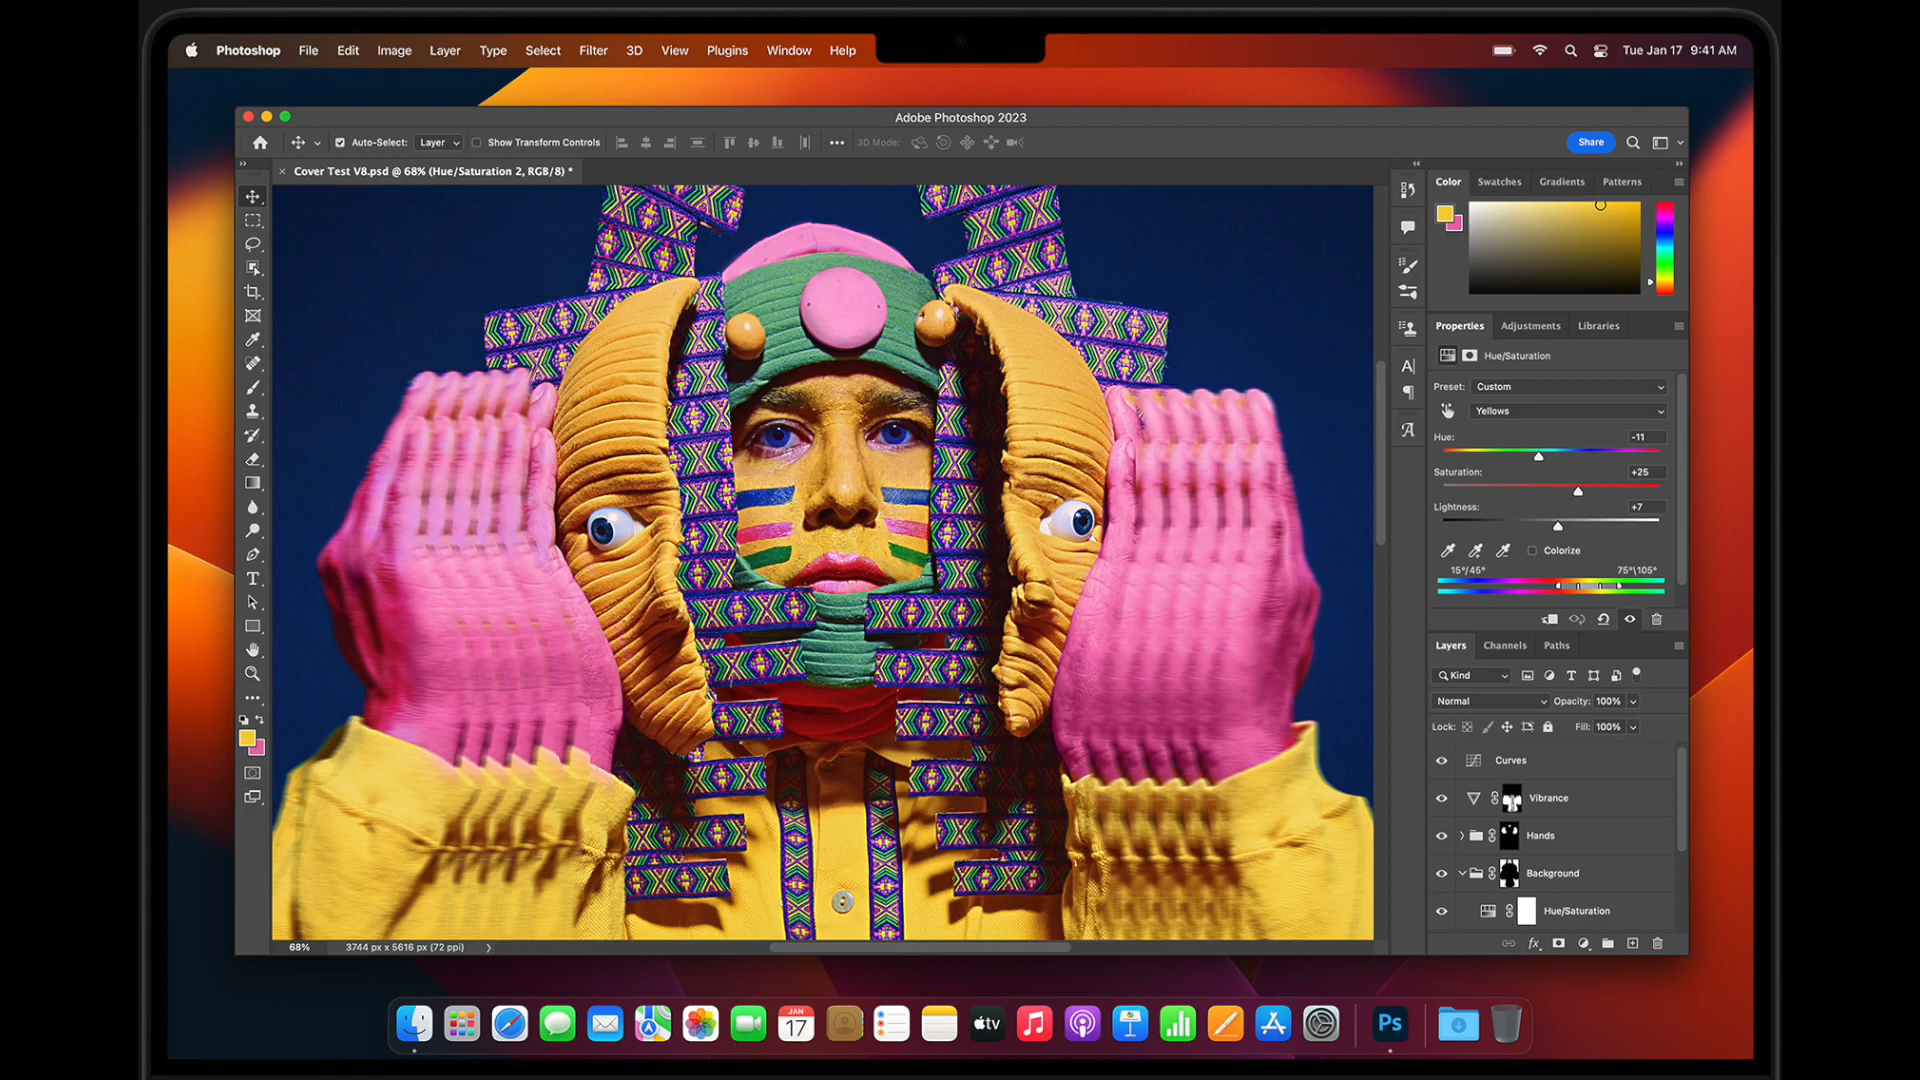 Photoshop File Edit Image Layer Type Select Filter 3D View Plugins Window Help Tue Jan 17 9:41 AM
Adobe Photoshop 2023
Auto-Select: Layer Show Transform Controls 3D Mode: Share
Cover Test V8.psd @ 68% (Hue/Saturation 2, RGB/8) *
Color Swatches Gradients Patterns
Properties Adjustments Libraries
Hue/Saturation
Preset: Custom
Yellows
Hue: -11
Saturation: +25
Lightness: +7
Colorize
15°/45° 75°\105°
Layers Channels Paths
Kind
Normal Opacity: 100%
Lock: Fill: 100%
Curves
Vibrance
Hands
Background
Hue/Saturation
68% 3744 px x 5616 px (72 ppi)
fx
JAN
17
tv
Ps